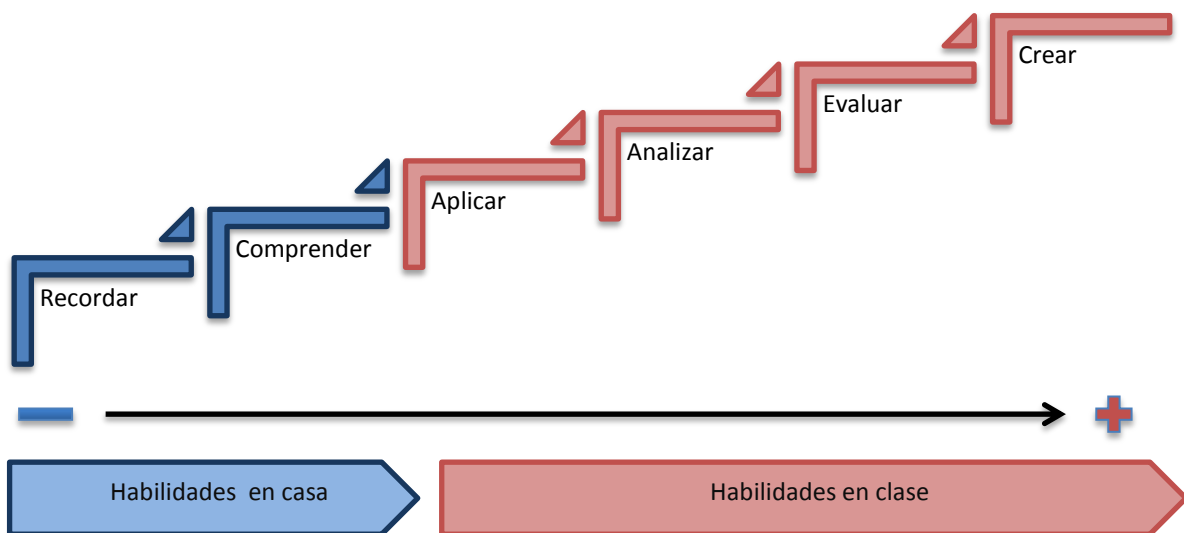 Crear
Evaluar
Analizar
Aplicar
Comprender
Recordar
Habilidades en casa
Habilidades en clase